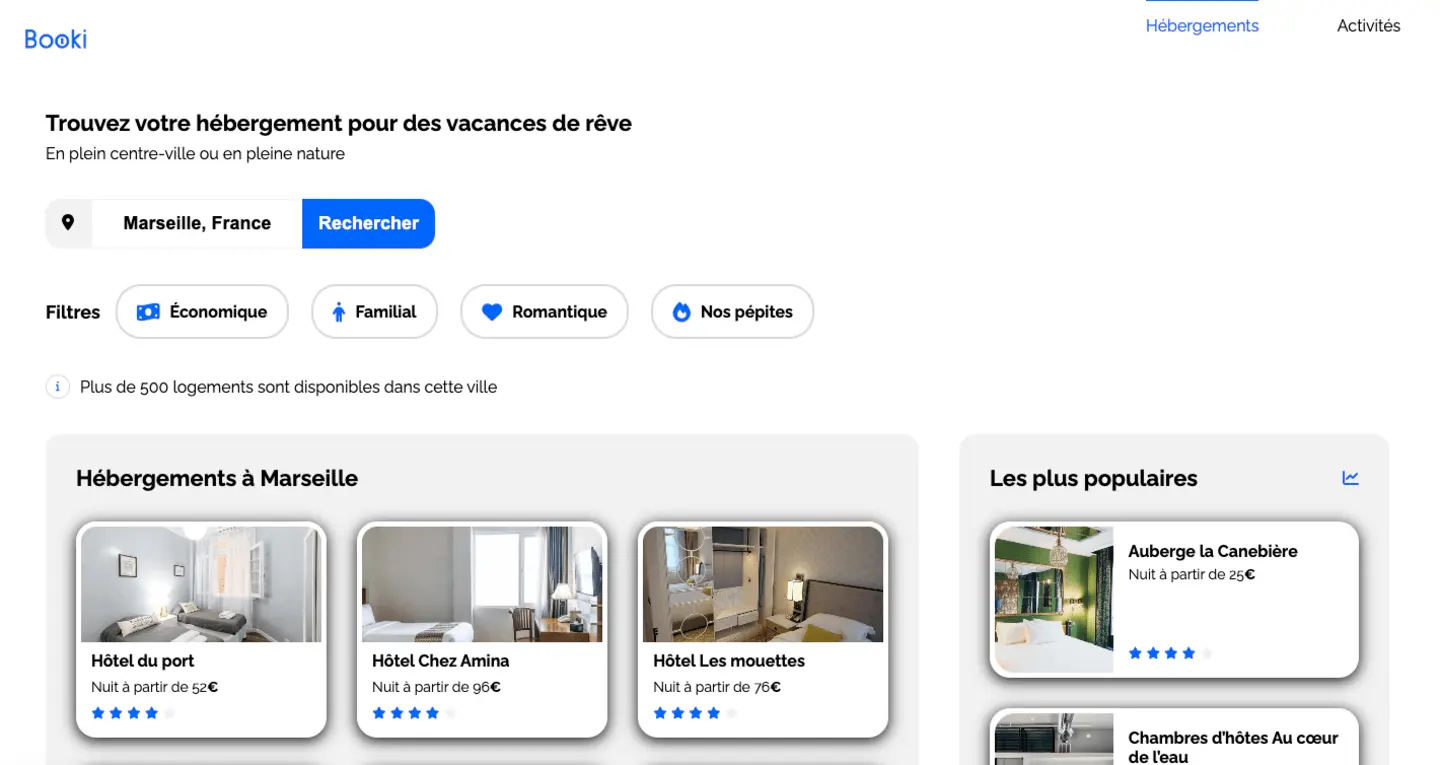 Booki
Hébergements
Activités
Trouvez votre hébergement pour des vacances de rêve
En plein centre-ville ou en pleine nature
Marseille, France
Rechercher
Filtres
Économique
Familial
Romantique
Nos pépites
i
Plus de 500 logements sont disponibles dans cette ville
Hébergements à Marseille
Hôtel du port
Nuit à partir de 52€
Hôtel Chez Amina
Nuit à partir de 96€
Hôtel Les mouettes
Nuit à partir de 76€
Les plus populaires
Auberge la Canebière
Nuit à partir de 25€
Chambres d’hôtes Au cœur
de l’eau